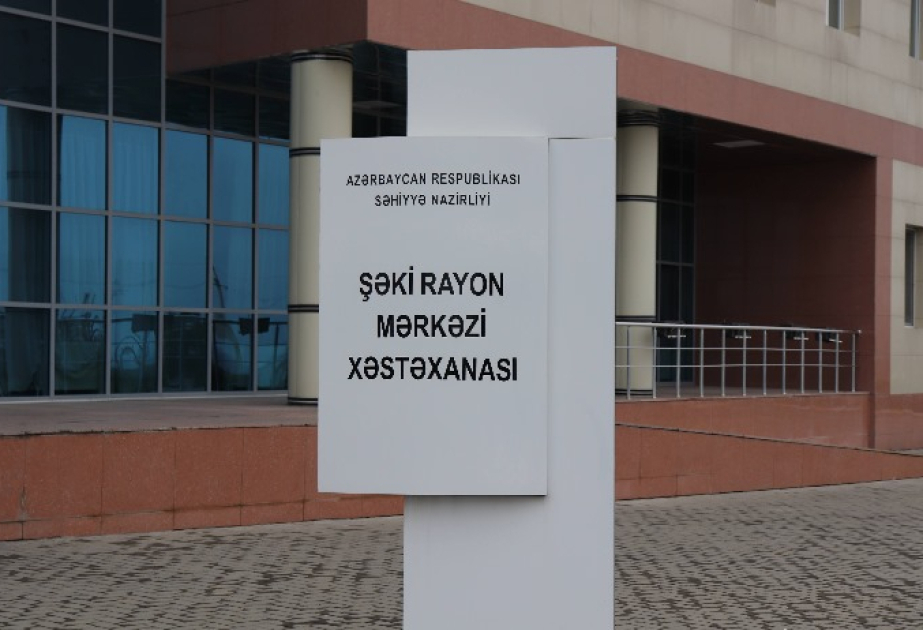 AZƏRBAYCAN RESPUBLİKASI
SƏHİYYƏ NAZİRLİYİ
ŞƏKİ RAYON
MƏRKƏZİ
XƏSTƏXANASI